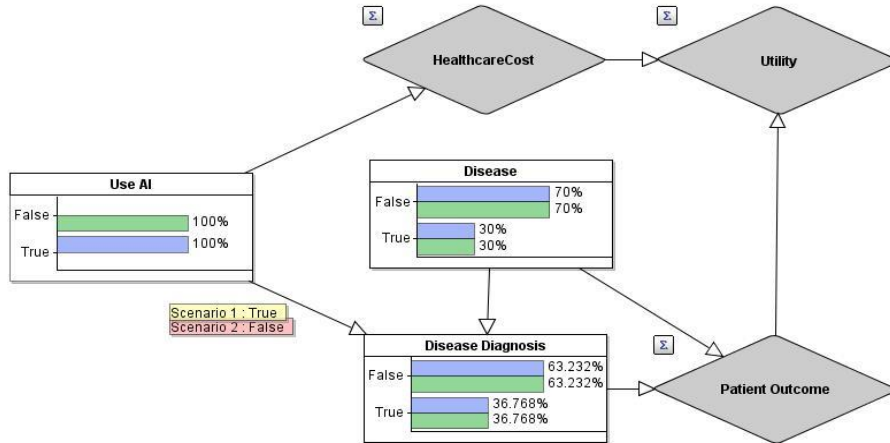 Σ
Σ
HealthcareCost
Utility
Use AI
False
100%
True
100%
Disease
False
70%
70%
True
30%
30%
Scenario 1 : True
Scenario 2 : False
Disease Diagnosis
False
63.232%
63.232%
True
36.768%
36.768%
Σ
Patient Outcome